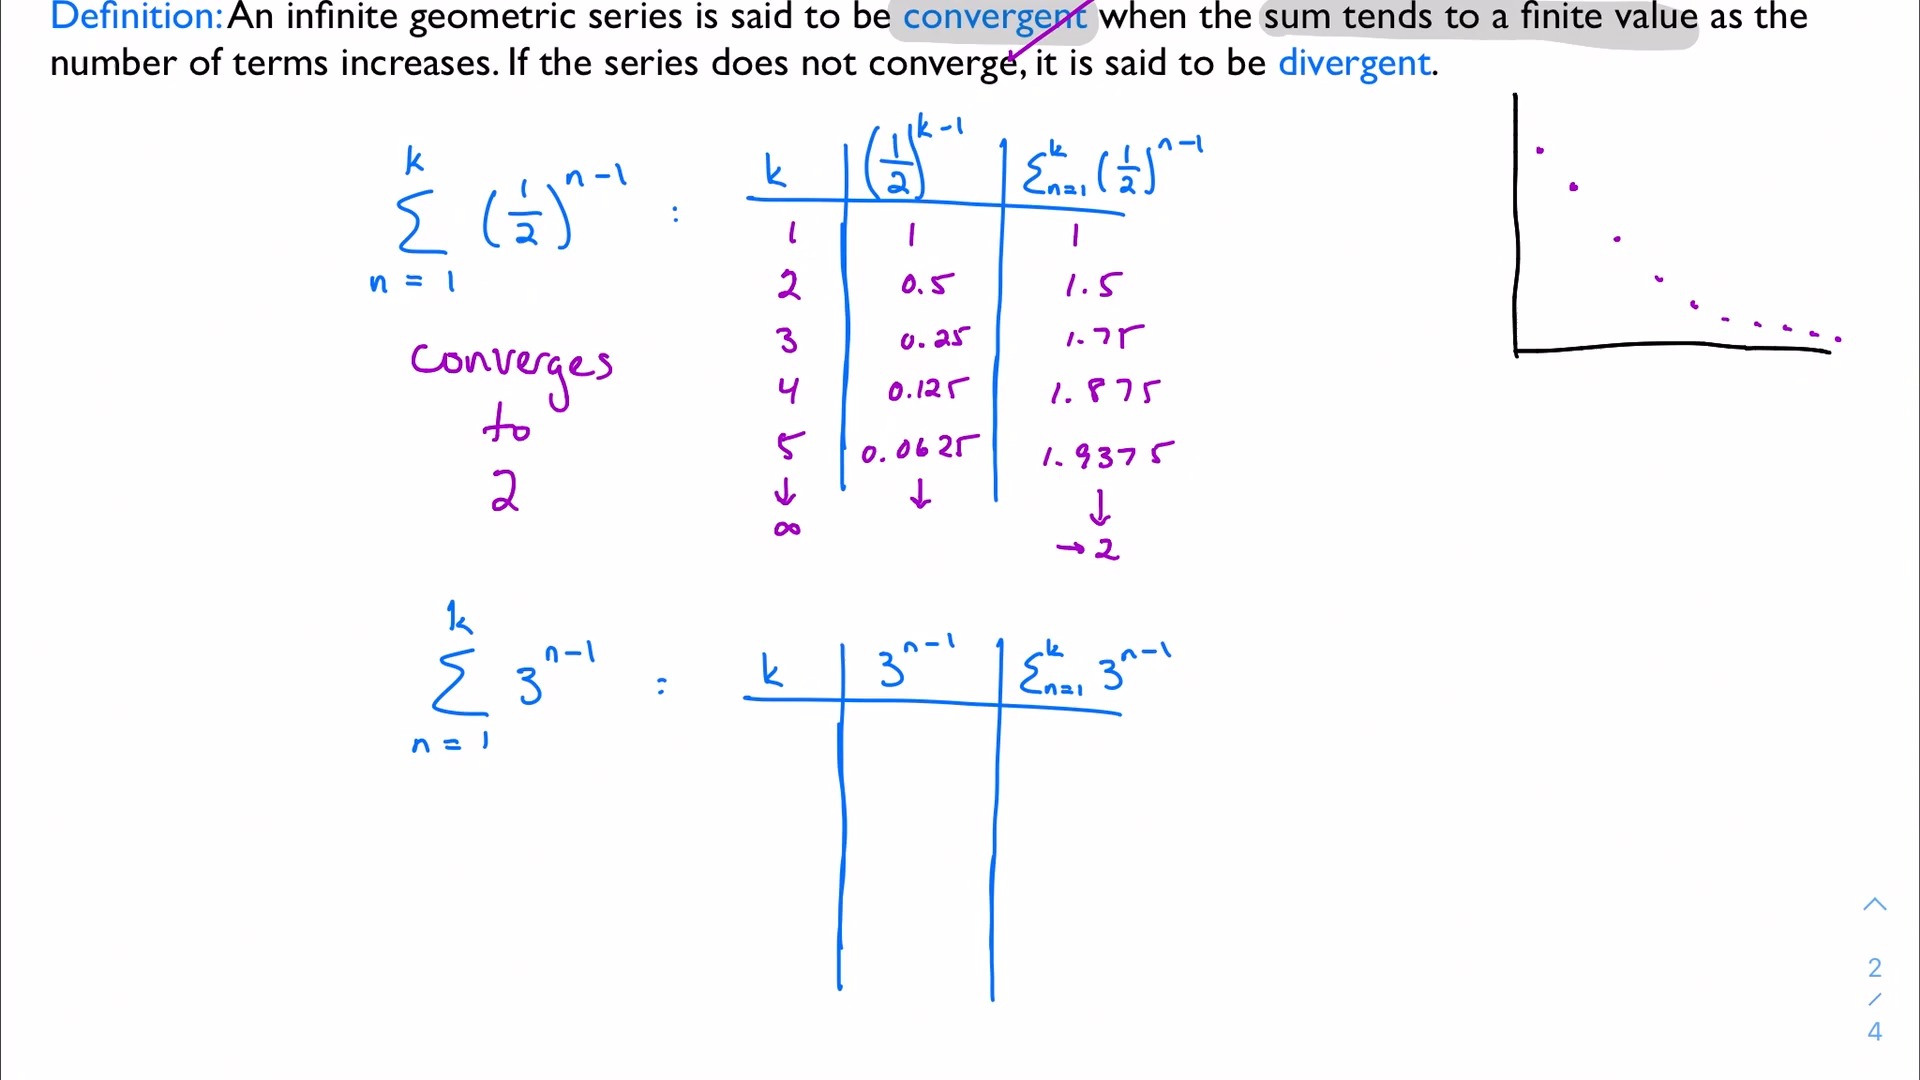 Definition: An infinite geometric series is said to be convergent when the sum tends to a finite value as the
number of terms increases. If the series does not converge, it is said to be divergent.
k
∑ (1/2)^n-1 :
n = 1
converges
to
2
k | (1/2)^k-1 | ∑^k_n=1 (1/2)^n-1
1 1 1
2 0.5 1.5
3 0.25 1.75
4 0.125 1.875
5 0.0625 1.9375
↓ ↓ ↓
∞ → 2
k
∑ 3^n-1 :
n = 1
k | 3^n-1 | ∑^k_n=1 3^n-1
2
/
4